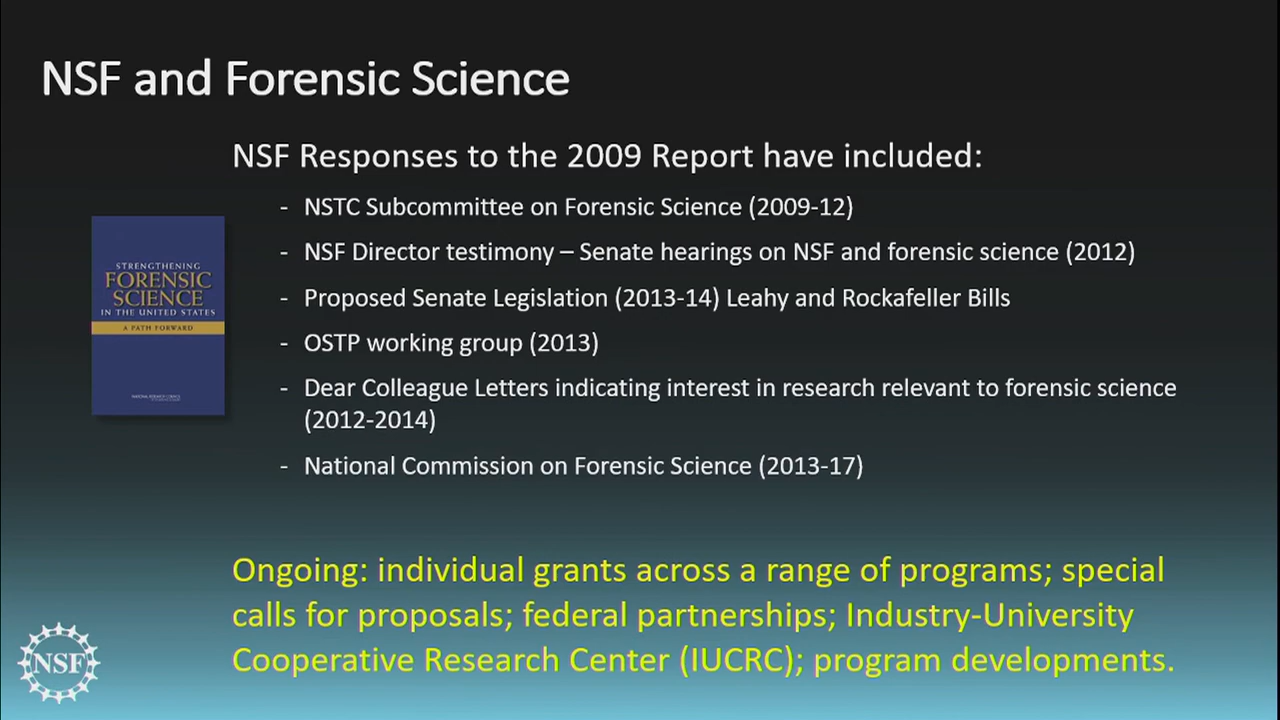 NSF and Forensic Science
NSF Responses to the 2009 Report have included:
- NSTC Subcommittee on Forensic Science (2009-12)
- NSF Director testimony – Senate hearings on NSF and forensic science (2012)
- Proposed Senate Legislation (2013-14) Leahy and Rockafeller Bills
- OSTP working group (2013)
- Dear Colleague Letters indicating interest in research relevant to forensic science
(2012-2014)
- National Commission on Forensic Science (2013-17)
STRENGTHENING
FORENSIC
SCIENCE
IN THE UNITED STATES
A PATH FORWARD
NATIONAL RESEARCH COUNCIL
Ongoing: individual grants across a range of programs; special
calls for proposals; federal partnerships; Industry-University
Cooperative Research Center (IUCRC); program developments.
NSF